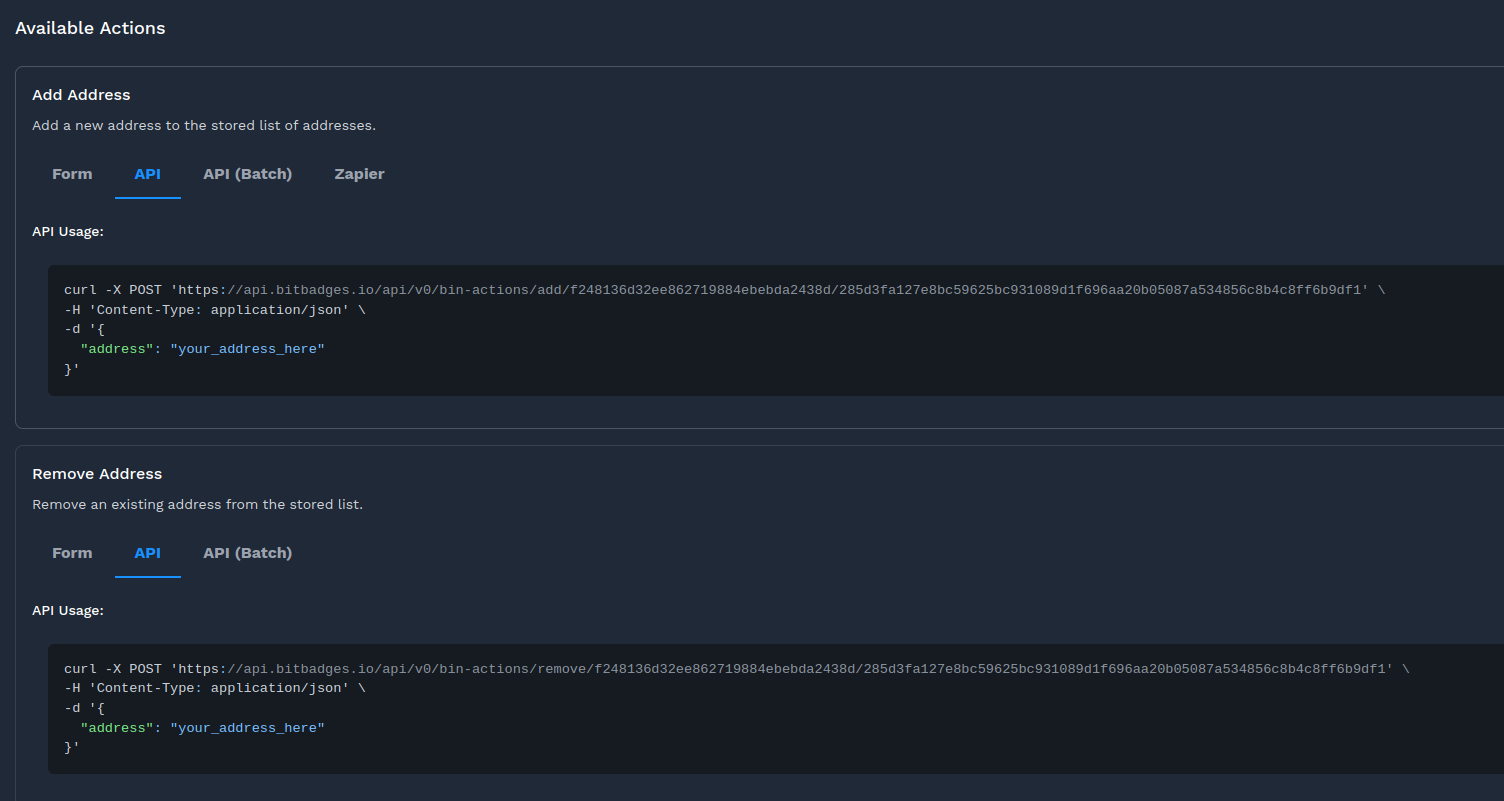 Available Actions
Add Address
Add a new address to the stored list of addresses.
Form API API (Batch) Zapier
API Usage:
curl -X POST 'https://api.bitbadges.io/api/v0/bin-actions/add/f248136d32ee862719884ebebda2438d/285d3fa127e8bc59625bc931089d1f696aa20b05087a534856c8b4c8ff6b9df1' \
-H 'Content-Type: application/json' \
-d '{
  "address": "your_address_here"
}'
Remove Address
Remove an existing address from the stored list.
Form API API (Batch)
API Usage:
curl -X POST 'https://api.bitbadges.io/api/v0/bin-actions/remove/f248136d32ee862719884ebebda2438d/285d3fa127e8bc59625bc931089d1f696aa20b05087a534856c8b4c8ff6b9df1' \
-H 'Content-Type: application/json' \
-d '{
  "address": "your_address_here"
}'